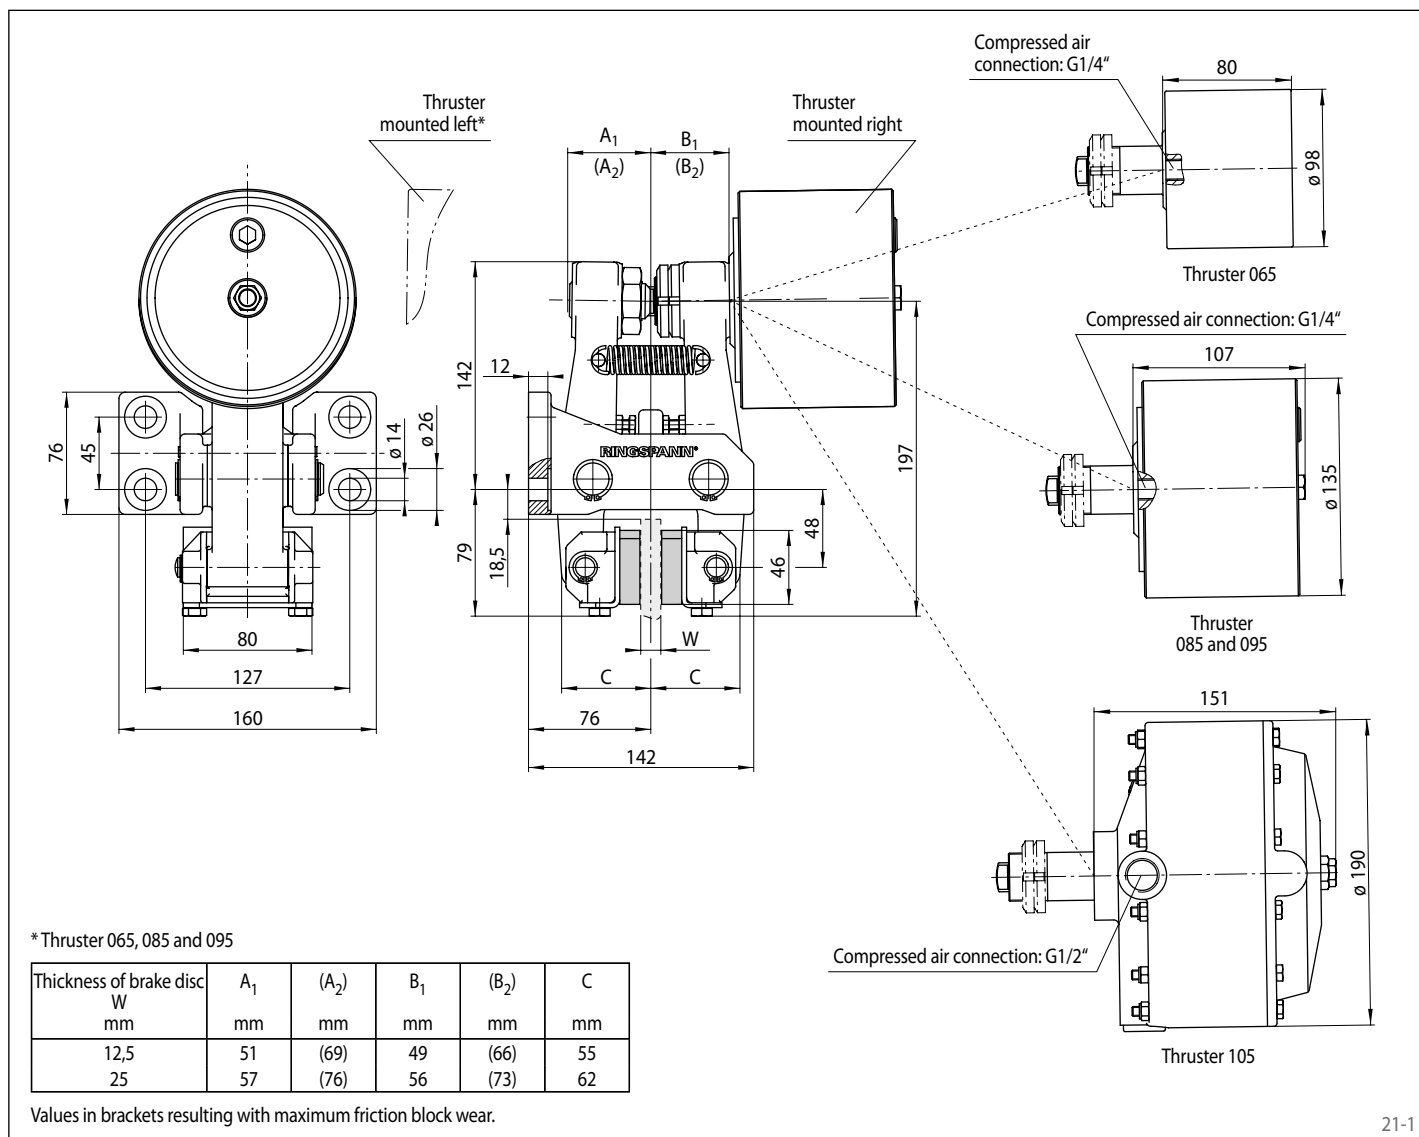 Compressed air
connection: G1/4“
80
ø 98
Thruster 065
Thruster
mounted left*
Thruster
mounted right
A1
(A2)
B1
(B2)
Compressed air connection: G1/4“
107
ø 135
Thruster
085 and 095
142
12
76
45
ø 14
ø 26
RINGSPANN®
197
79
18,5
48
46
80
W
127
C
C
160
76
142
151
ø 190
Compressed air connection: G1/2“
Thruster 105
* Thruster 065, 085 and 095
Thickness of brake disc A1 (A2) B1 (B2) C
W
mm mm mm mm mm mm
12,5 51 (69) 49 (66) 55
25 57 (76) 56 (73) 62
Values in brackets resulting with maximum friction block wear.
21-1